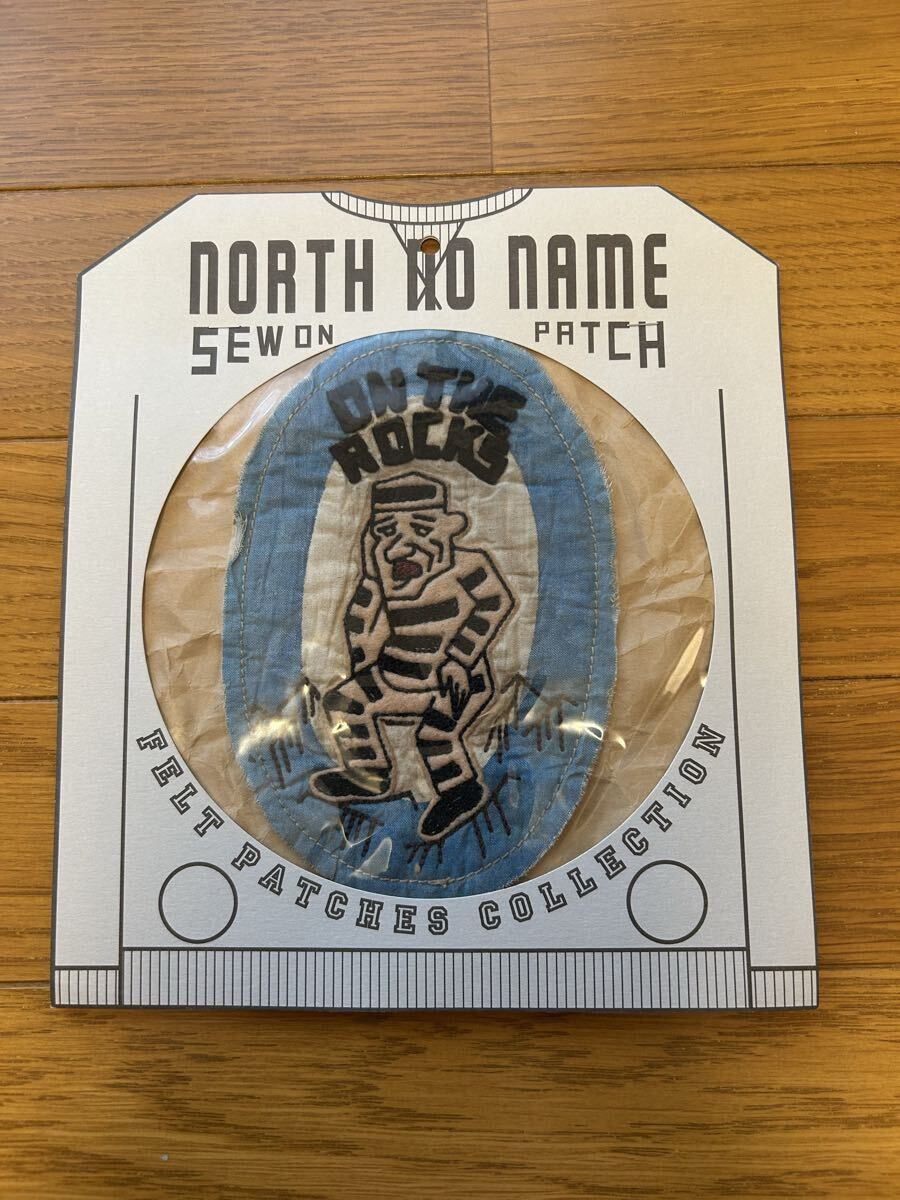 NORTH NO NAME
SEW ON PATCH
ON THE
ROCKS
FELT PATCHES COLLECTION